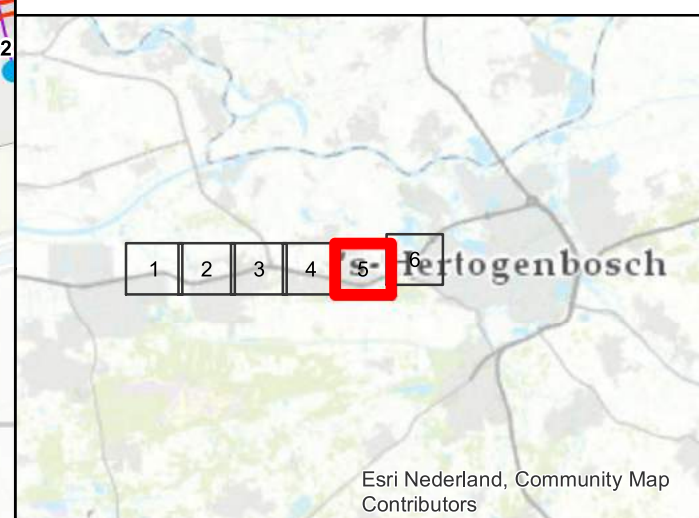 2
1 2 3 4 5 6
's-Hertogenbosch
Esri Nederland, Community Map
Contributors